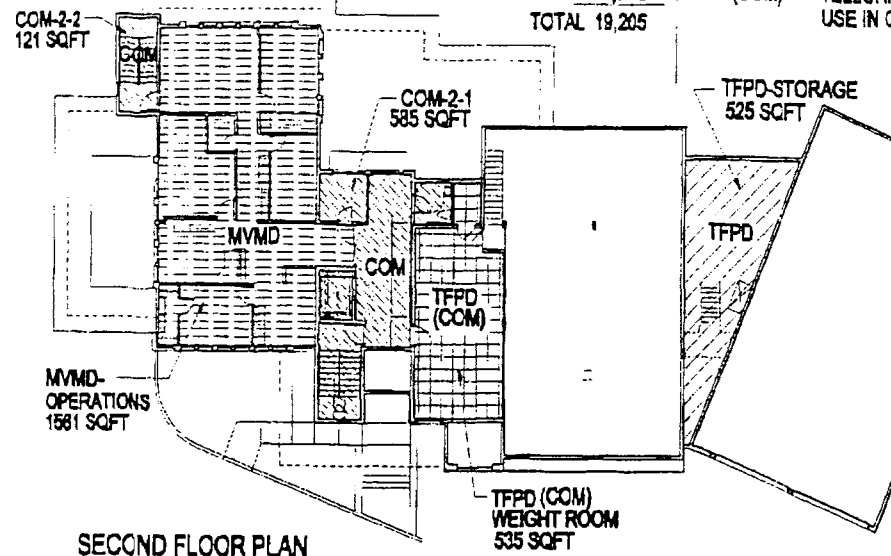 COM-2-2
121 SQFT
TOTAL 19,205
USE IN
COM
COM-2-1
585 SQFT
TFPD-STORAGE
525 SQFT
MVMD
COM
TFPD
TFPD
(COM)
MVMD-
OPERATIONS
1561 SQFT
TFPD (COM)
WEIGHT ROOM
535 SQFT
SECOND FLOOR PLAN